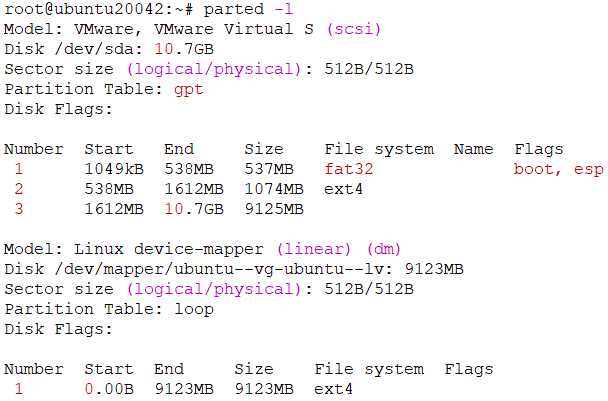 root@ubuntu20042:~# parted -l
Model: VMware, VMware Virtual S (scsi)
Disk /dev/sda: 10.7GB
Sector size (logical/physical): 512B/512B
Partition Table: gpt
Disk Flags:

Number  Start   End     Size    File system  Name  Flags
 1      1049kB  538MB   537MB   fat32              boot, esp
 2      538MB   1612MB  1074MB  ext4
 3      1612MB  10.7GB  9125MB

Model: Linux device-mapper (linear) (dm)
Disk /dev/mapper/ubuntu--vg-ubuntu--lv: 9123MB
Sector size (logical/physical): 512B/512B
Partition Table: loop
Disk Flags:

Number  Start  End     Size    File system  Flags
 1      0.00B  9123MB  9123MB  ext4